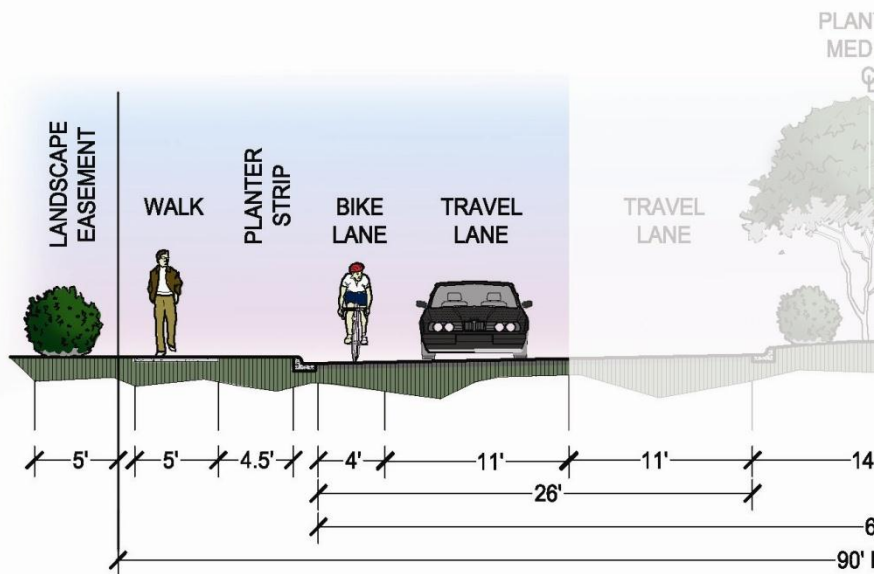 PLANT
MED
LANDSCAPE
EASEMENT
WALK
PLANTER
STRIP
BIKE
LANE
TRAVEL
LANE
TRAVEL
LANE
5'
5'
4.5'
4'
11'
11'
14
26'
6
90'